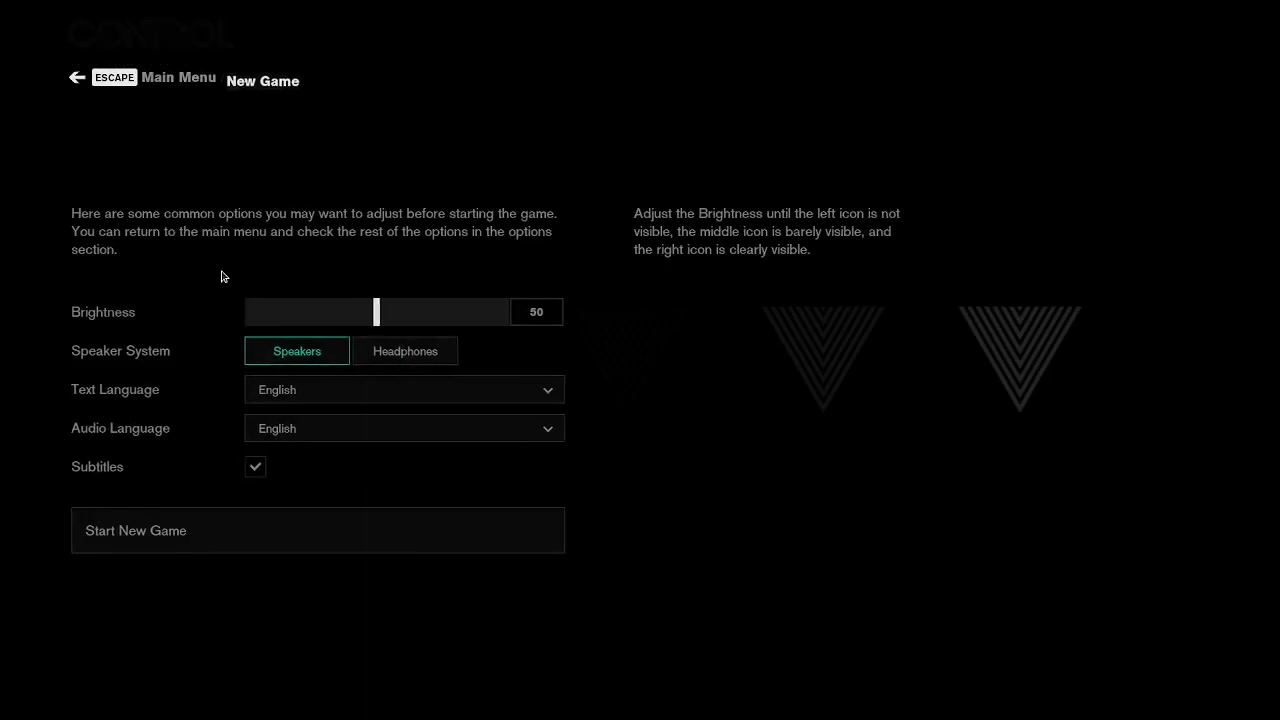 CONTROL
ESCAPE Main Menu New Game
Here are some common options you may want to adjust before starting the game.
You can return to the main menu and check the rest of the options in the options
section.
Adjust the Brightness until the left icon is not
visible, the middle icon is barely visible, and
the right icon is clearly visible.
Brightness 50
Speaker System Speakers Headphones
Text Language English
Audio Language English
Subtitles
Start New Game